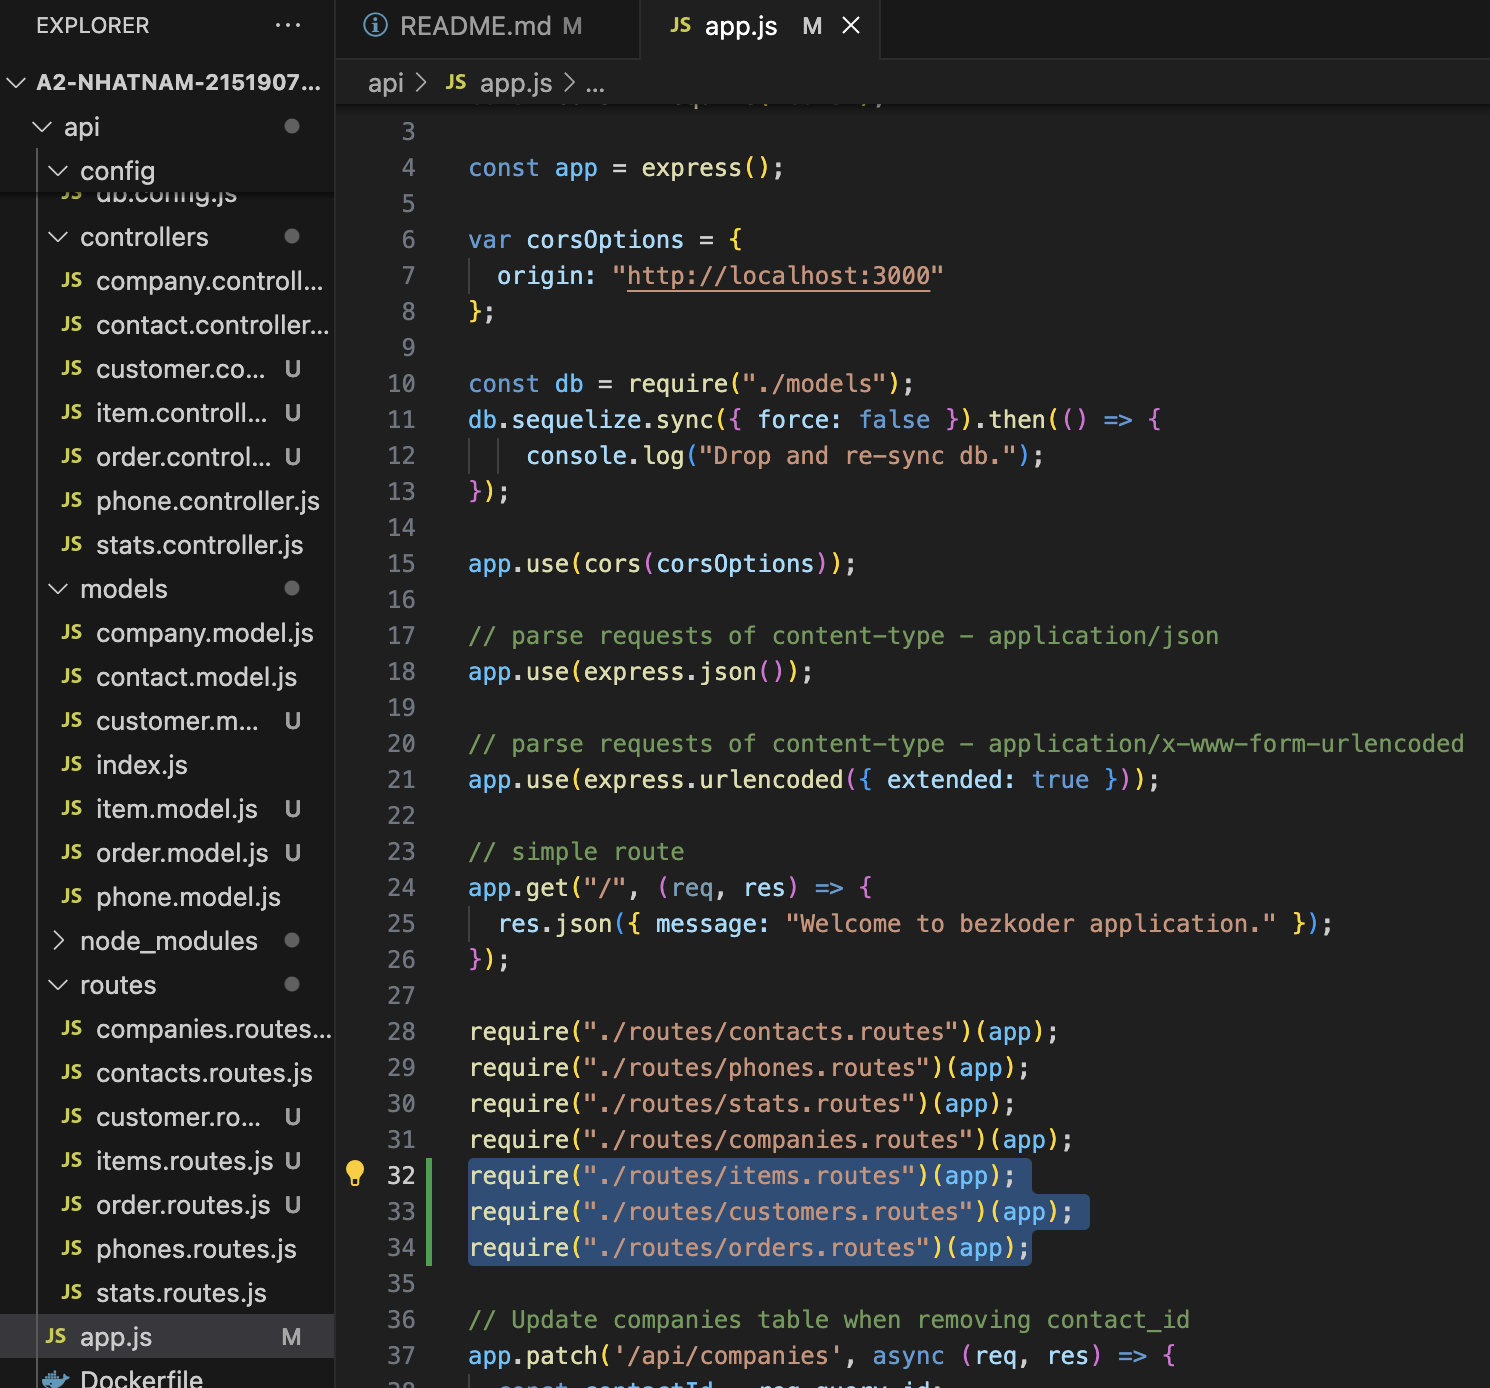 EXPLORER ...
A2-NHATNAM-2151907...
api
config
db.config.js
controllers
JS company.controll...
JS contact.controller...
JS customer.co... U
JS item.controll... U
JS order.control... U
JS phone.controller.js
JS stats.controller.js
models
JS company.model.js
JS contact.model.js
JS customer.m... U
JS index.js
JS item.model.js U
JS order.model.js U
JS phone.model.js
node_modules
routes
JS companies.routes...
JS contacts.routes.js
JS customer.ro... U
JS items.routes.js U
JS order.routes.js U
JS phones.routes.js
JS stats.routes.js
JS app.js M
Dockerfile
README.md M
JS app.js M
api > JS app.js > ...
3
4 const app = express();
5
6 var corsOptions = {
7 origin: "http://localhost:3000"
8 };
9
10 const db = require("./models");
11 db.sequelize.sync({ force: false }).then(() => {
12 console.log("Drop and re-sync db.");
13 });
14
15 app.use(cors(corsOptions));
16
17 // parse requests of content-type - application/json
18 app.use(express.json());
19
20 // parse requests of content-type - application/x-www-form-urlencoded
21 app.use(express.urlencoded({ extended: true }));
22
23 // simple route
24 app.get("/", (req, res) => {
25 res.json({ message: "Welcome to bezkoder application." });
26 });
27
28 require("./routes/contacts.routes")(app);
29 require("./routes/phones.routes")(app);
30 require("./routes/stats.routes")(app);
31 require("./routes/companies.routes")(app);
32 require("./routes/items.routes")(app);
33 require("./routes/customers.routes")(app);
34 require("./routes/orders.routes")(app);
35
36 // Update companies table when removing contact_id
37 app.patch('/api/companies', async (req, res) => {
38 const contactId = req.query.id;